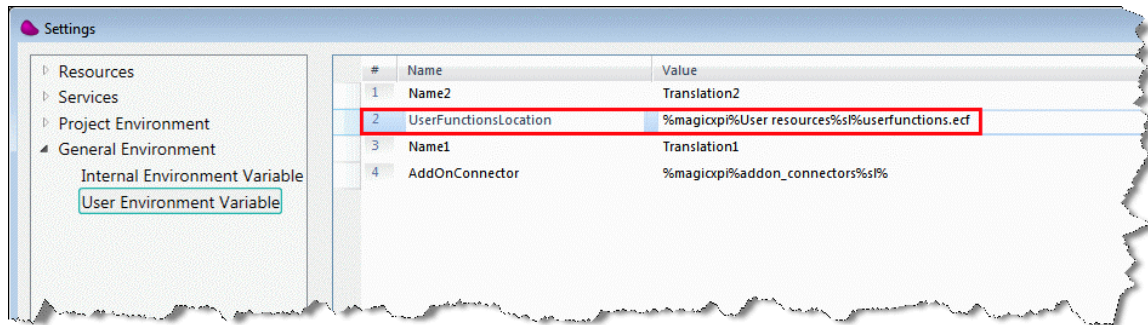 Settings
Resources
Services
Project Environment
General Environment
Internal Environment Variable
User Environment Variable
# Name Value
1 Name2 Translation2
2 UserFunctionsLocation %magicxpi%User resources%sl%userfunctions.ecf
3 Name1 Translation1
4 AddOnConnector %magicxpi%addon_connectors%sl%